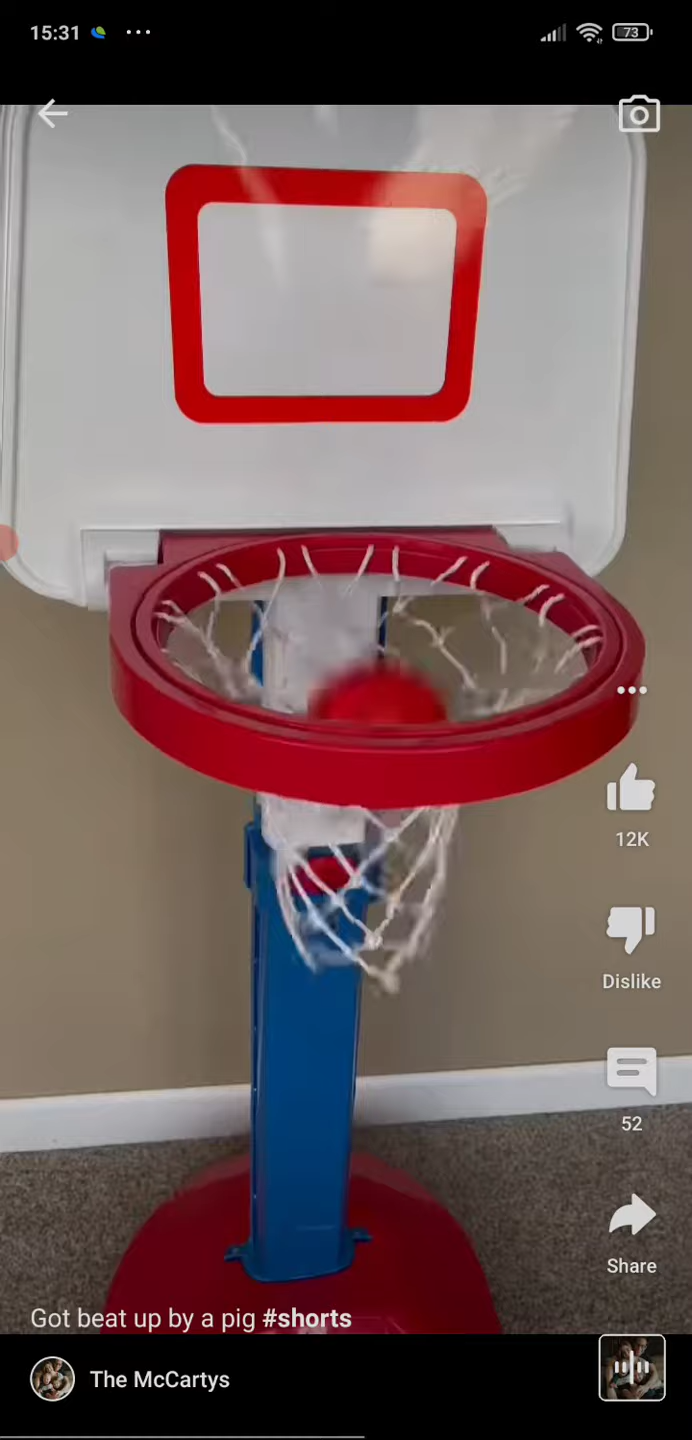 15:31
73
12K
Dislike
52
Share
Got beat up by a pig #shorts
The McCartys